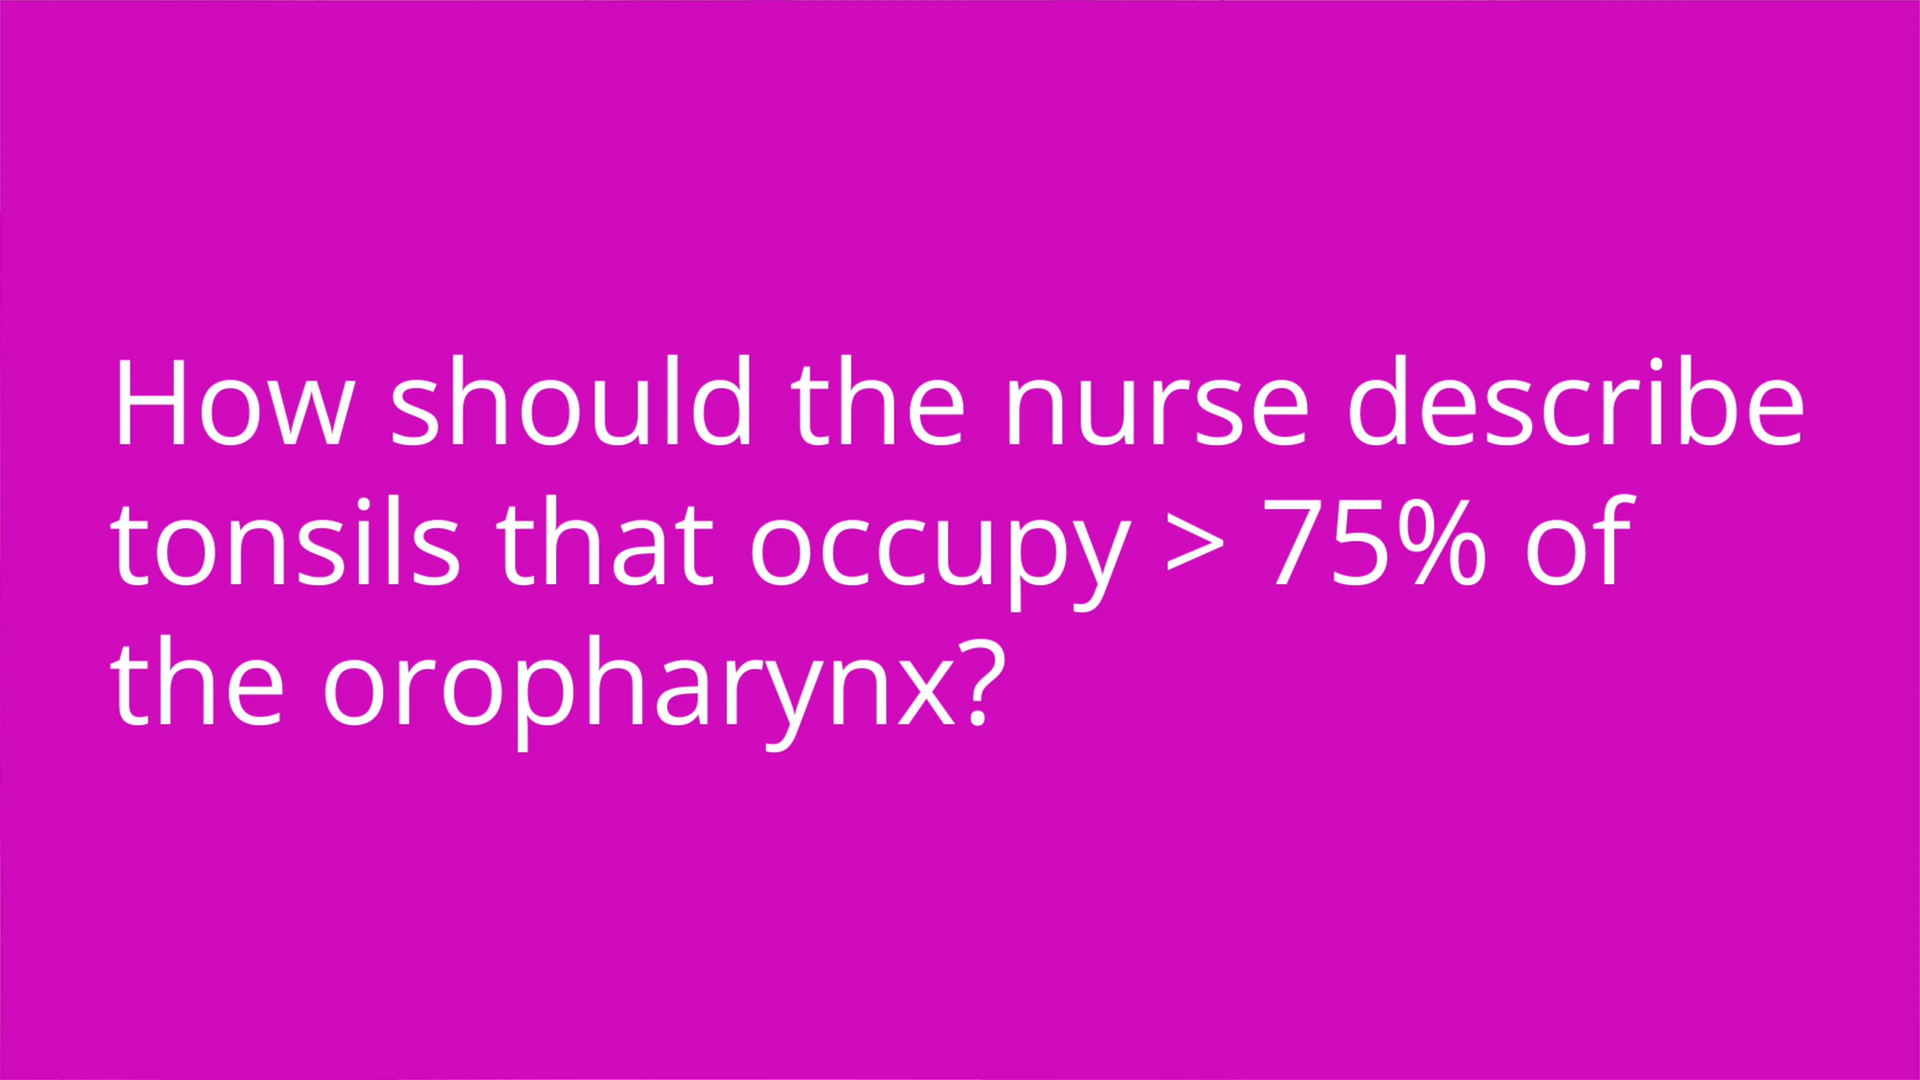 How should the nurse describe
tonsils that occupy > 75% of
the oropharynx?